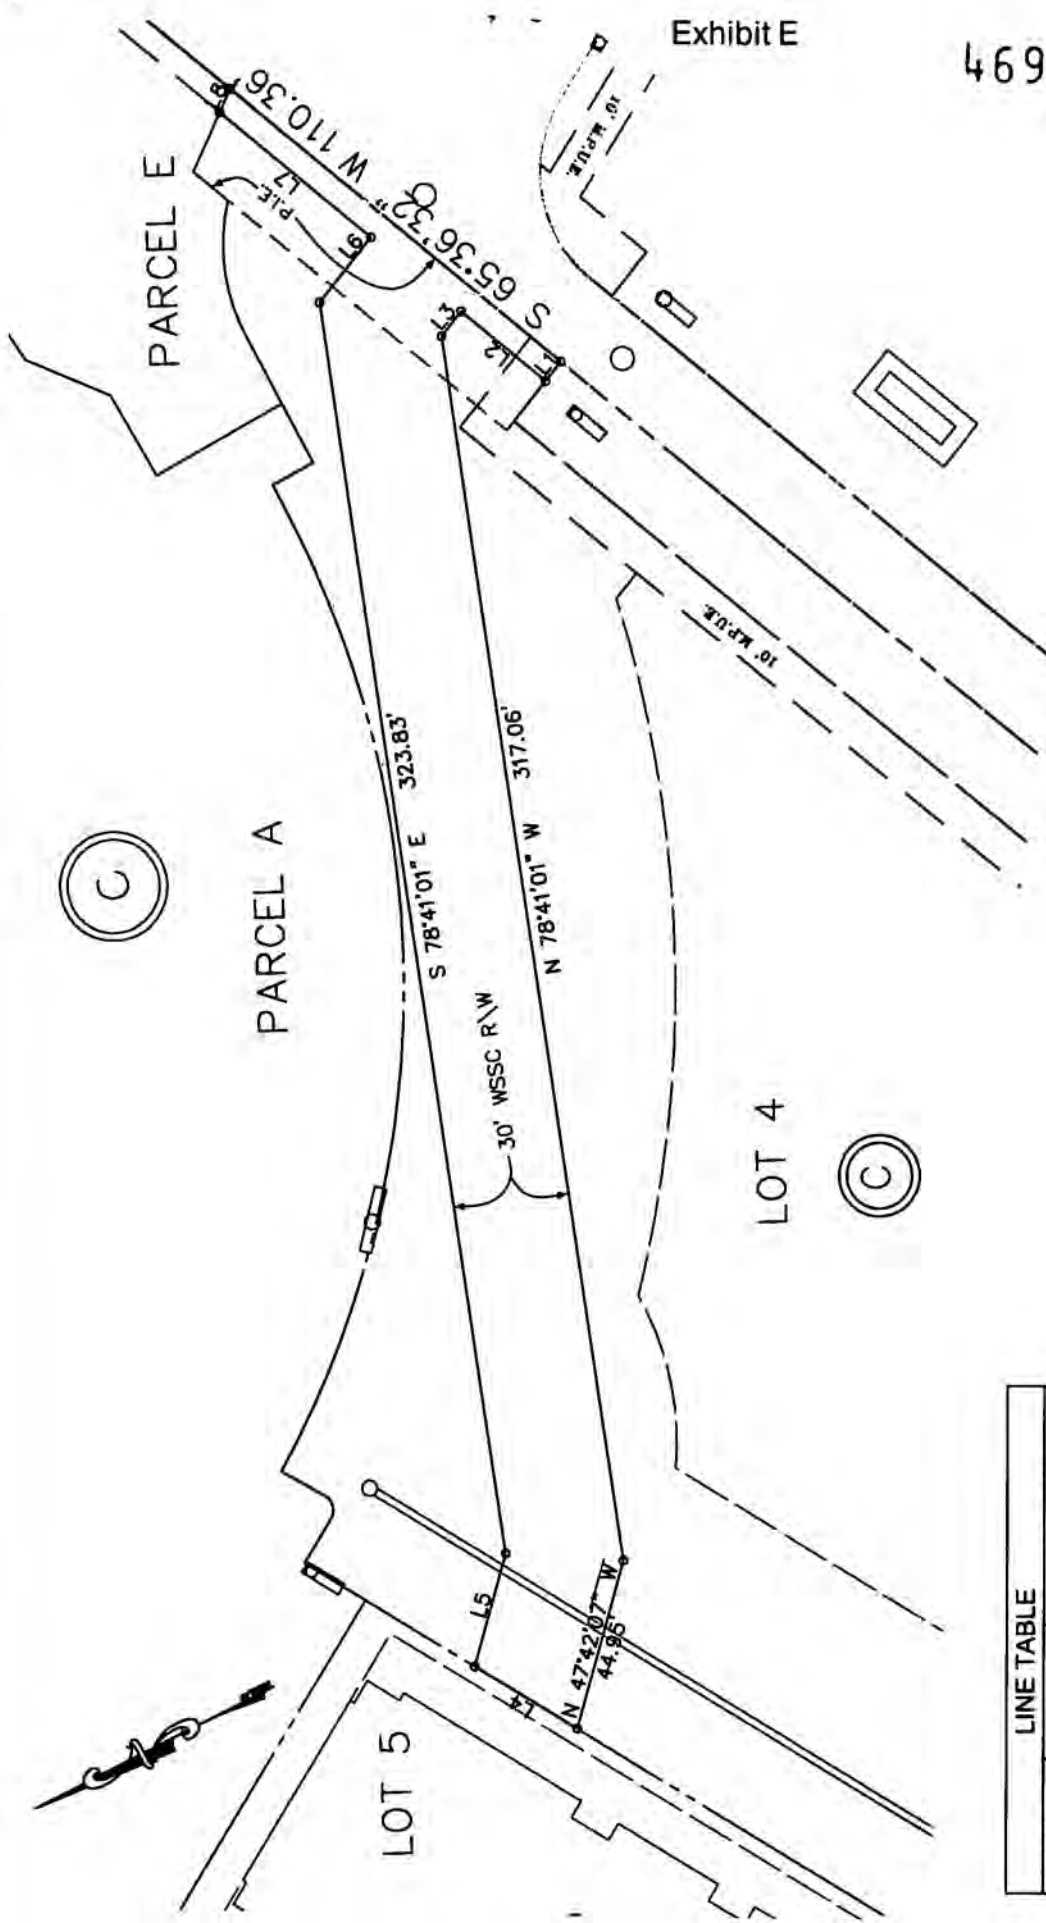 Exhibit E
469
PARCEL E
L8
L7
P.I.E.
S 65°36'32" W 110.36
L6
L3
L2
L1
10' M.P.U.E.
10' M.P.U.E.
C
PARCEL A
S 78°41'01" E 323.83'
N 78°41'01" W 317.06'
30' WSSC R\W
LOT 4
C
L5
L4
N 47°42'07" W
44.95'
LOT 5
LINE TABLE